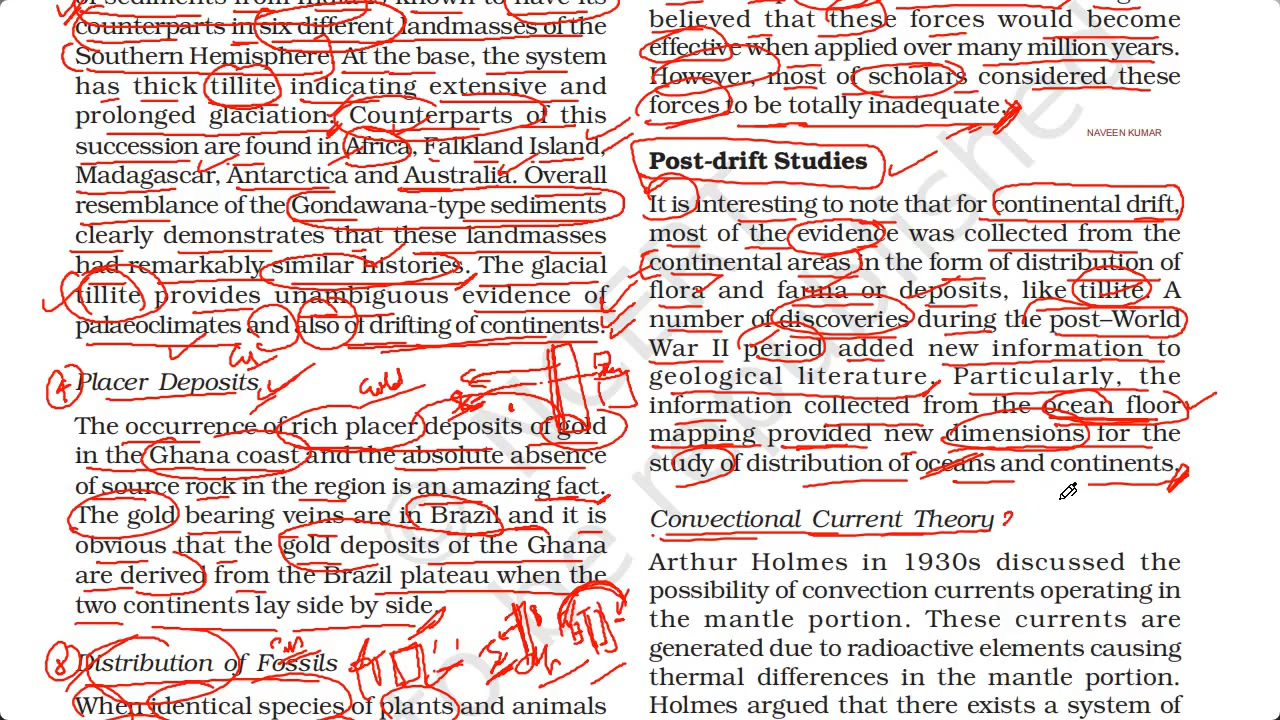 of sediments from India is known to have its
counterparts in six different landmasses of the
Southern Hemisphere. At the base, the system
has thick tillite indicating extensive and
prolonged glaciation. Counterparts of this
succession are found in Africa, Falkland Island,
Madagascar, Antarctica and Australia. Overall
resemblance of the Gondawana-type sediments
clearly demonstrates that these landmasses
had remarkably similar histories. The glacial
tillite provides unambiguous evidence of
palaeoclimates and also of drifting of continents.
Placer Deposits
Gold
The occurrence of rich placer deposits of gold
in the Ghana coast and the absolute absence
of source rock in the region is an amazing fact.
The gold bearing veins are in Brazil and it is
obvious that the gold deposits of the Ghana
are derived from the Brazil plateau when the
two continents lay side by side.
Distribution of Fossils
When identical species of plants and animals
believed that these forces would become
effective when applied over many million years.
However, most of scholars considered these
forces to be totally inadequate.
NAVEEN KUMAR
Post-drift Studies
It is interesting to note that for continental drift,
most of the evidence was collected from the
continental areas in the form of distribution of
flora and fauna or deposits, like tillite. A
number of discoveries during the post–World
War II period added new information to
geological literature. Particularly, the
information collected from the ocean floor
mapping provided new dimensions for the
study of distribution of oceans and continents.
Convectional Current Theory ?
Arthur Holmes in 1930s discussed the
possibility of convection currents operating in
the mantle portion. These currents are
generated due to radioactive elements causing
thermal differences in the mantle portion.
Holmes argued that there exists a system of
© NCERT
to be republished